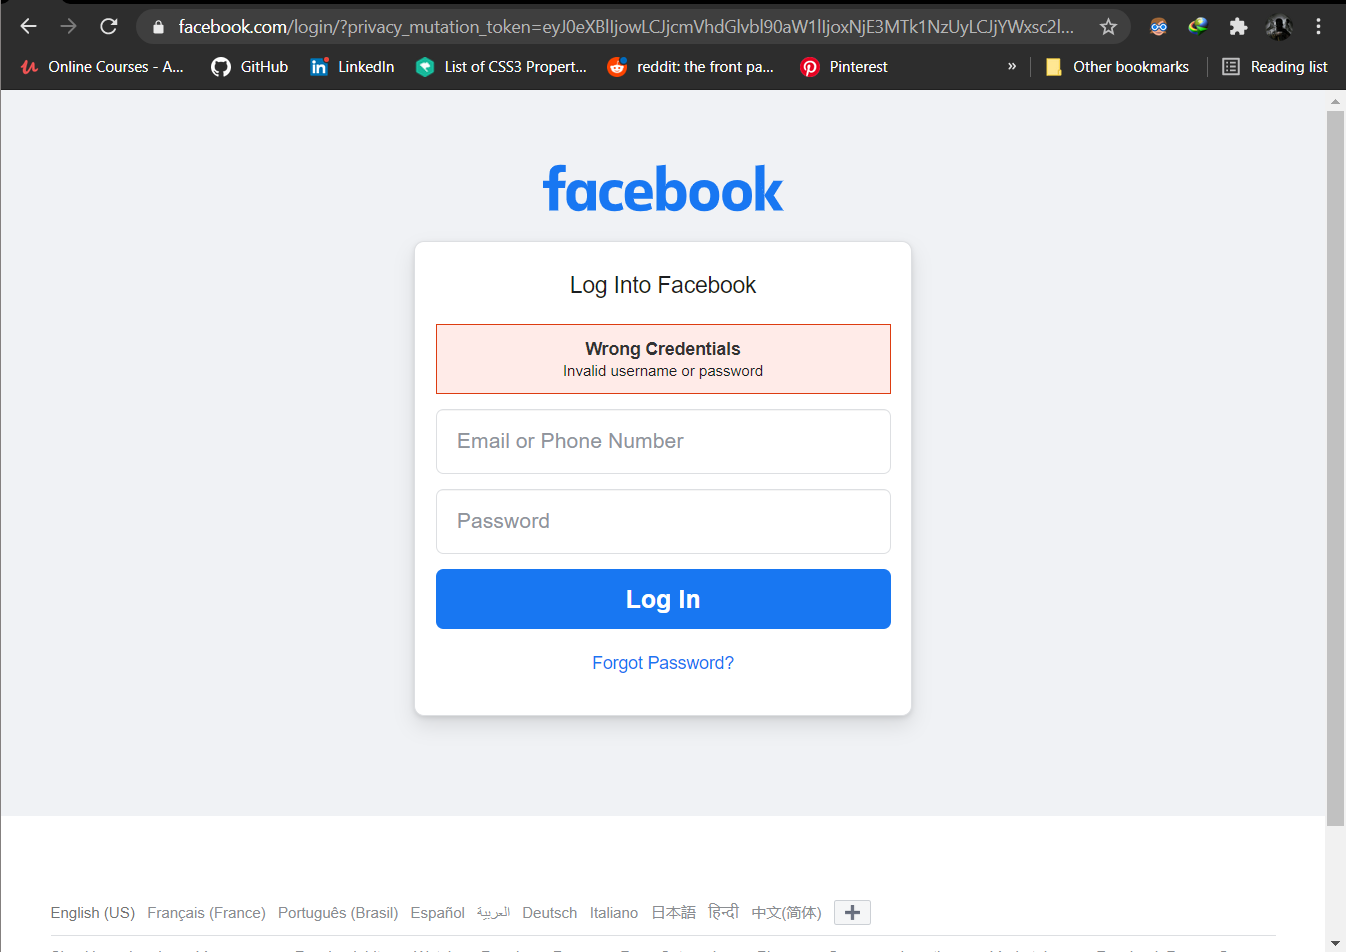 facebook.com/login/?privacy_mutation_token=eyJ0eXBlIjowLCJjcmVhdGlvbl90aW1lIjoxNjE3MTk1NzUyLCJjYWxsc2l...
Online Courses - A... GitHub LinkedIn List of CSS3 Propert... reddit: the front pa... Pinterest » Other bookmarks Reading list
facebook
Log Into Facebook
Wrong Credentials
Invalid username or password
Email or Phone Number
Password
Log In
Forgot Password?
English (US) Français (France) Português (Brasil) Español العربية Deutsch Italiano 日本語 हिन्दी 中文(简体) +